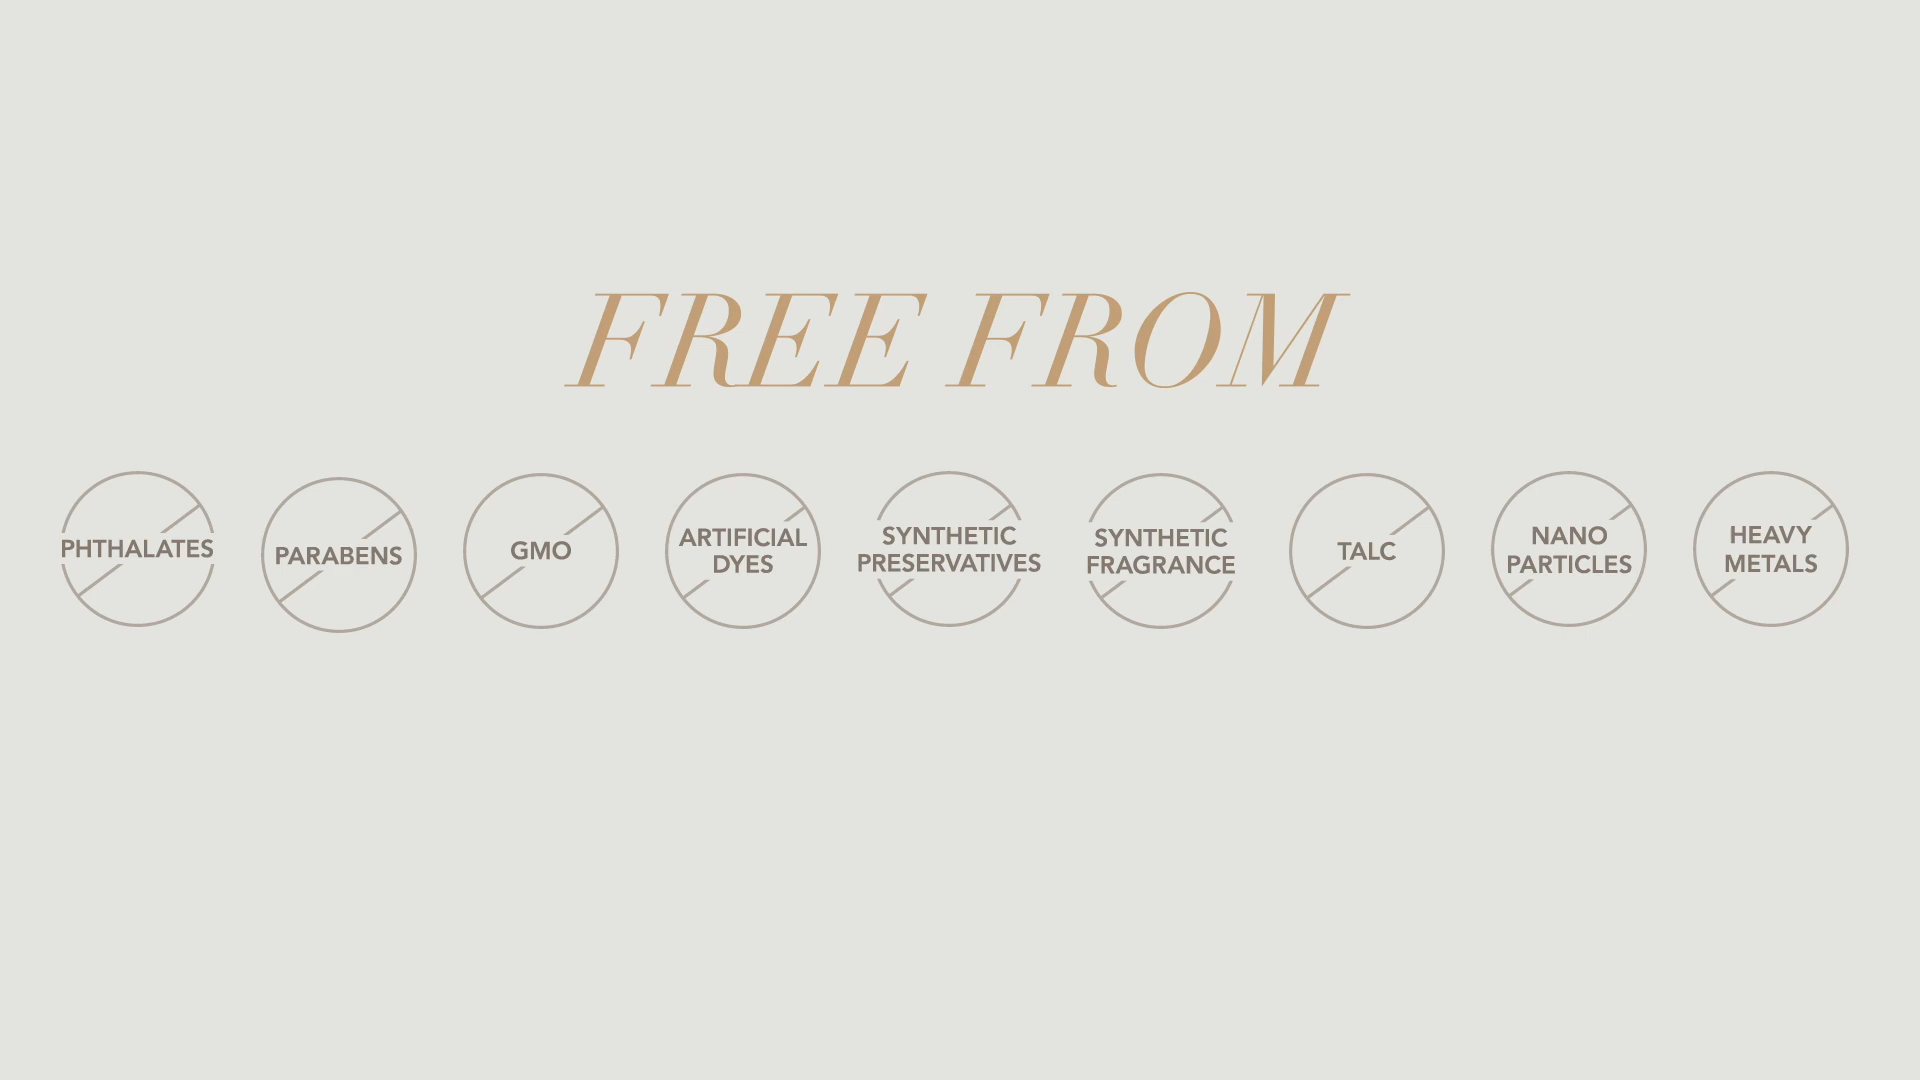 FREE FROM
PHTHALATES
PARABENS
GMO
ARTIFICIAL
DYES
SYNTHETIC
PRESERVATIVES
SYNTHETIC
FRAGRANCE
TALC
NANO
PARTICLES
HEAVY
METALS